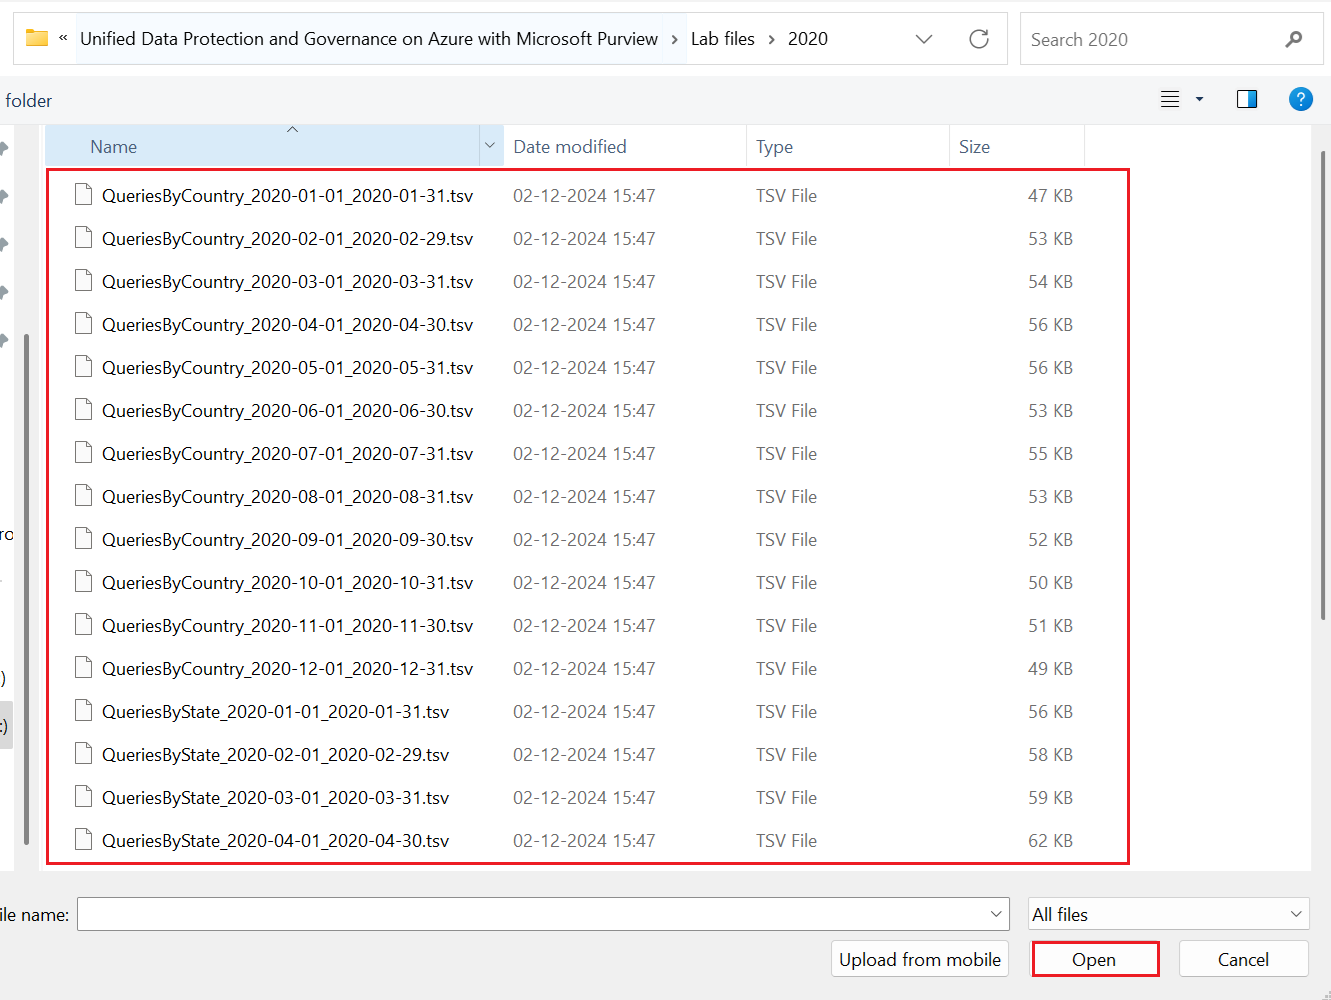 « Unified Data Protection and Governance on Azure with Microsoft Purview > Lab files > 2020
Search 2020
folder
?
Name Date modified Type Size
QueriesByCountry_2020-01-01_2020-01-31.tsv 02-12-2024 15:47 TSV File 47 KB
QueriesByCountry_2020-02-01_2020-02-29.tsv 02-12-2024 15:47 TSV File 53 KB
QueriesByCountry_2020-03-01_2020-03-31.tsv 02-12-2024 15:47 TSV File 54 KB
QueriesByCountry_2020-04-01_2020-04-30.tsv 02-12-2024 15:47 TSV File 56 KB
QueriesByCountry_2020-05-01_2020-05-31.tsv 02-12-2024 15:47 TSV File 56 KB
QueriesByCountry_2020-06-01_2020-06-30.tsv 02-12-2024 15:47 TSV File 53 KB
QueriesByCountry_2020-07-01_2020-07-31.tsv 02-12-2024 15:47 TSV File 55 KB
QueriesByCountry_2020-08-01_2020-08-31.tsv 02-12-2024 15:47 TSV File 53 KB
ro
QueriesByCountry_2020-09-01_2020-09-30.tsv 02-12-2024 15:47 TSV File 52 KB
QueriesByCountry_2020-10-01_2020-10-31.tsv 02-12-2024 15:47 TSV File 50 KB
QueriesByCountry_2020-11-01_2020-11-30.tsv 02-12-2024 15:47 TSV File 51 KB
QueriesByCountry_2020-12-01_2020-12-31.tsv 02-12-2024 15:47 TSV File 49 KB
)
QueriesByState_2020-01-01_2020-01-31.tsv 02-12-2024 15:47 TSV File 56 KB
:)
QueriesByState_2020-02-01_2020-02-29.tsv 02-12-2024 15:47 TSV File 58 KB
QueriesByState_2020-03-01_2020-03-31.tsv 02-12-2024 15:47 TSV File 59 KB
QueriesByState_2020-04-01_2020-04-30.tsv 02-12-2024 15:47 TSV File 62 KB
ile name: All files
Upload from mobile Open Cancel